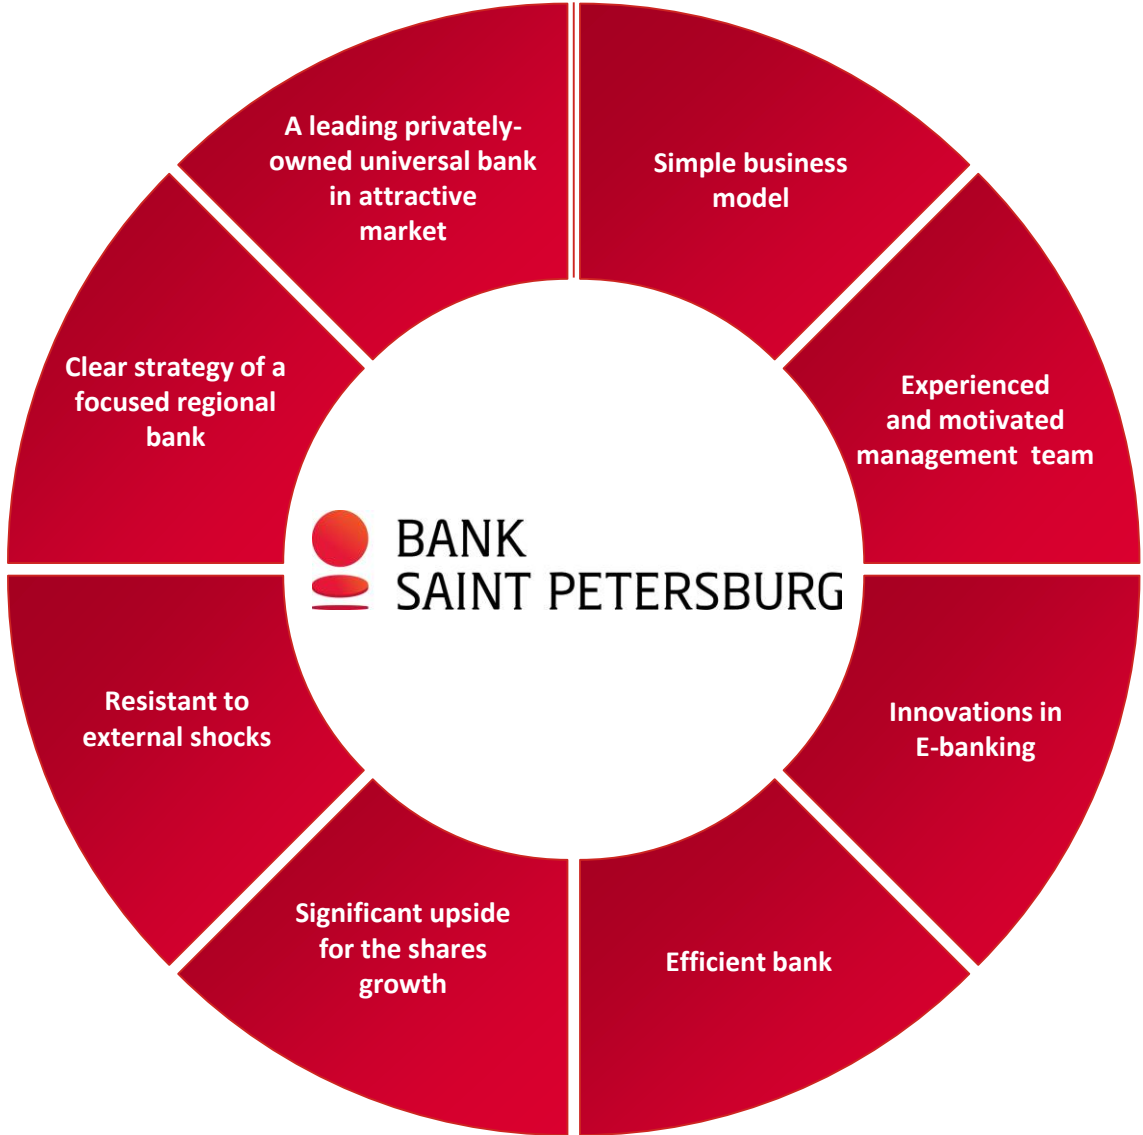 A leading privately-
owned universal bank
in attractive
market
Simple business
model
Experienced
and motivated
management  team
Innovations in
E-banking
Efficient bank
Significant upside
for the shares
growth
Resistant to
external shocks
Clear strategy of a
focused regional
bank
BANK
SAINT PETERSBURG